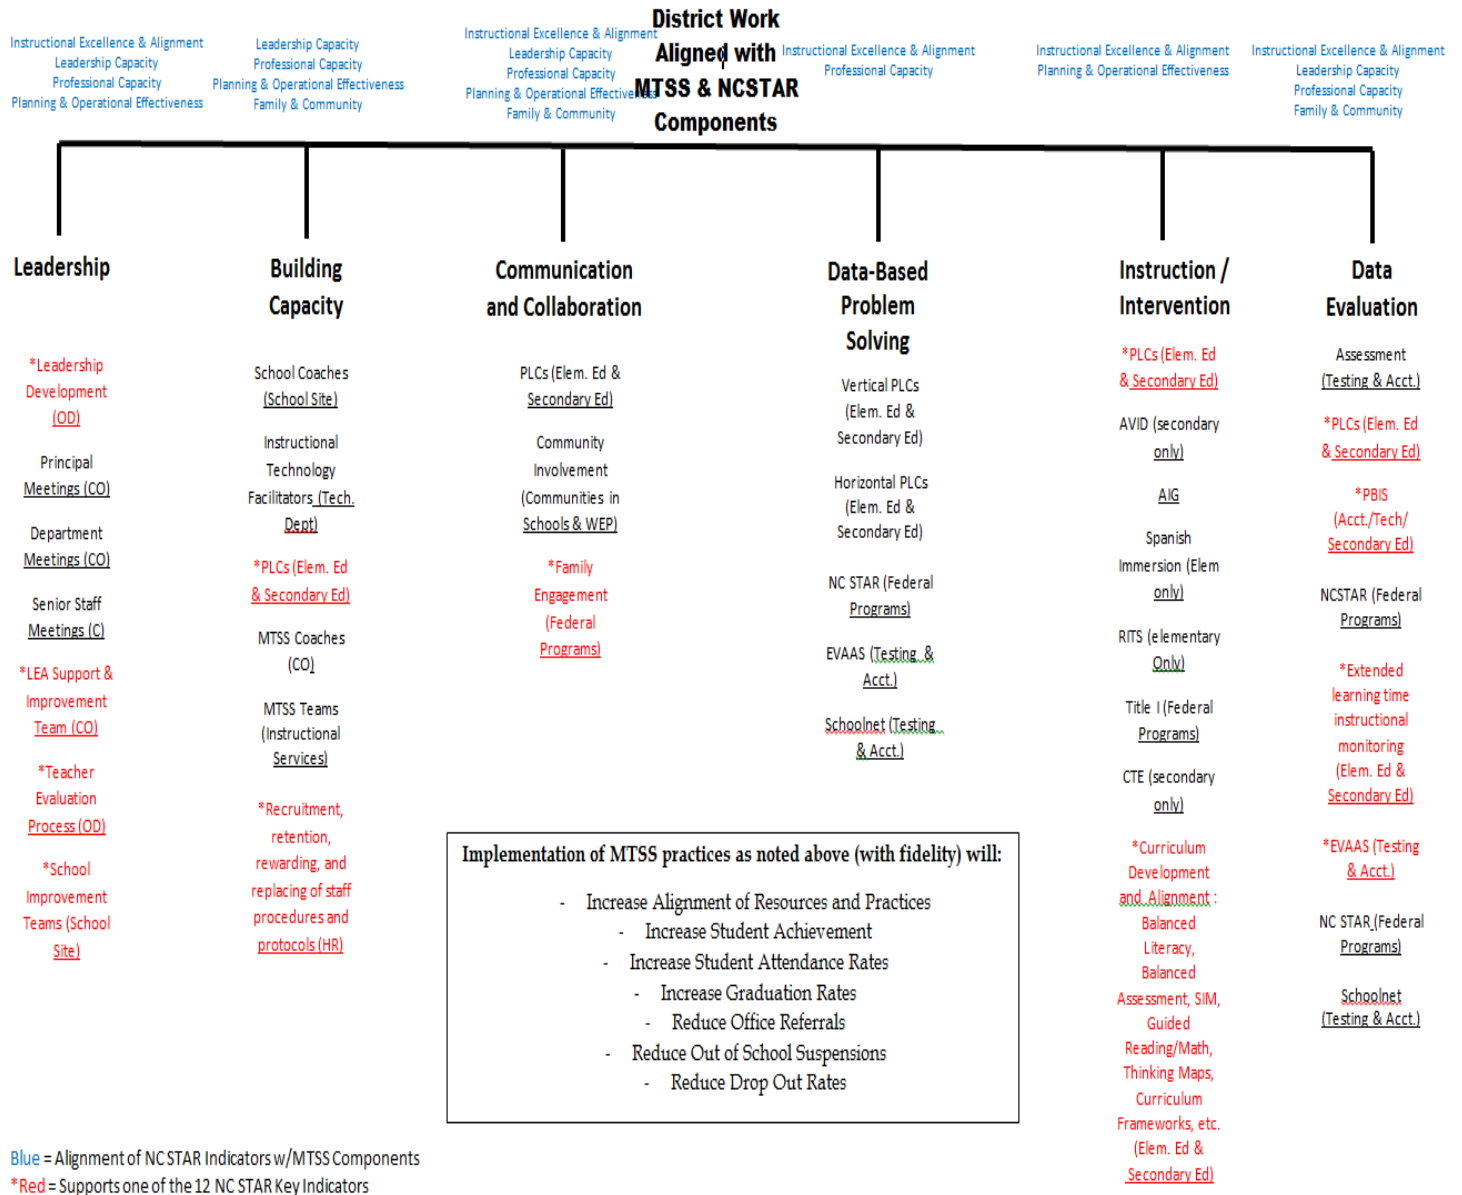 District Work
Aligned with
MTSS & NCSTAR
Components
Instructional Excellence & Alignment
Leadership Capacity
Professional Capacity
Planning & Operational Effectiveness
Leadership Capacity
Professional Capacity
Planning & Operational Effectiveness
Family & Community
Instructional Excellence & Alignment
Leadership Capacity
Professional Capacity
Planning & Operational Effectiveness
Family & Community
Instructional Excellence & Alignment
Professional Capacity
Instructional Excellence & Alignment
Planning & Operational Effectiveness
Instructional Excellence & Alignment
Leadership Capacity
Professional Capacity
Family & Community
Leadership
*Leadership
Development
(OD)
Principal
Meetings (CO)
Department
Meetings (CO)
Senior Staff
Meetings (C)
*LEA Support &
Improvement
Team (CO)
*Teacher
Evaluation
Process (OD)
*School
Improvement
Teams (School
Site)
Building
Capacity
School Coaches
(School Site)
Instructional
Technology
Facilitators (Tech.
Dept)
*PLCs (Elem. Ed
& Secondary Ed)
MTSS Coaches
(CO)
MTSS Teams
(Instructional
Services)
*Recruitment,
retention,
rewarding, and
replacing of staff
procedures and
protocols (HR)
Communication
and Collaboration
PLCs (Elem. Ed &
Secondary Ed)
Community
Involvement
(Communities in
Schools & WEP)
*Family
Engagement
(Federal
Programs)
Data-Based
Problem
Solving
Vertical PLCs
(Elem. Ed &
Secondary Ed)
Horizontal PLCs
(Elem. Ed &
Secondary Ed)
NC STAR (Federal
Programs)
EVAAS (Testing &
Acct.)
Schoolnet (Testing
& Acct.)
Instruction /
Intervention
*PLCs (Elem. Ed
& Secondary Ed)
AVID (secondary
only)
AIG
Spanish
Immersion (Elem
only)
RITS (elementary
Only)
Title I (Federal
Programs)
CTE (secondary
only)
*Curriculum
Development
and Alignment :
Balanced
Literacy,
Balanced
Assessment, SIM,
Guided
Reading/Math,
Thinking Maps,
Curriculum
Frameworks, etc.
(Elem. Ed &
Secondary Ed)
Data
Evaluation
Assessment
(Testing & Acct.)
*PLCs (Elem. Ed
& Secondary Ed)
*PBIS
(Acct./Tech/
Secondary Ed)
NCSTAR (Federal
Programs)
*Extended
learning time
instructional
monitoring
(Elem. Ed &
Secondary Ed)
*EVAAS (Testing
& Acct.)
NC STAR (Federal
Programs)
Schoolnet
(Testing & Acct.)
Implementation of MTSS practices as noted above (with fidelity) will:
- Increase Alignment of Resources and Practices
- Increase Student Achievement
- Increase Student Attendance Rates
- Increase Graduation Rates
- Reduce Office Referrals
- Reduce Out of School Suspensions
- Reduce Drop Out Rates
Blue = Alignment of NC STAR Indicators w/MTSS Components
*Red = Supports one of the 12 NC STAR Key Indicators